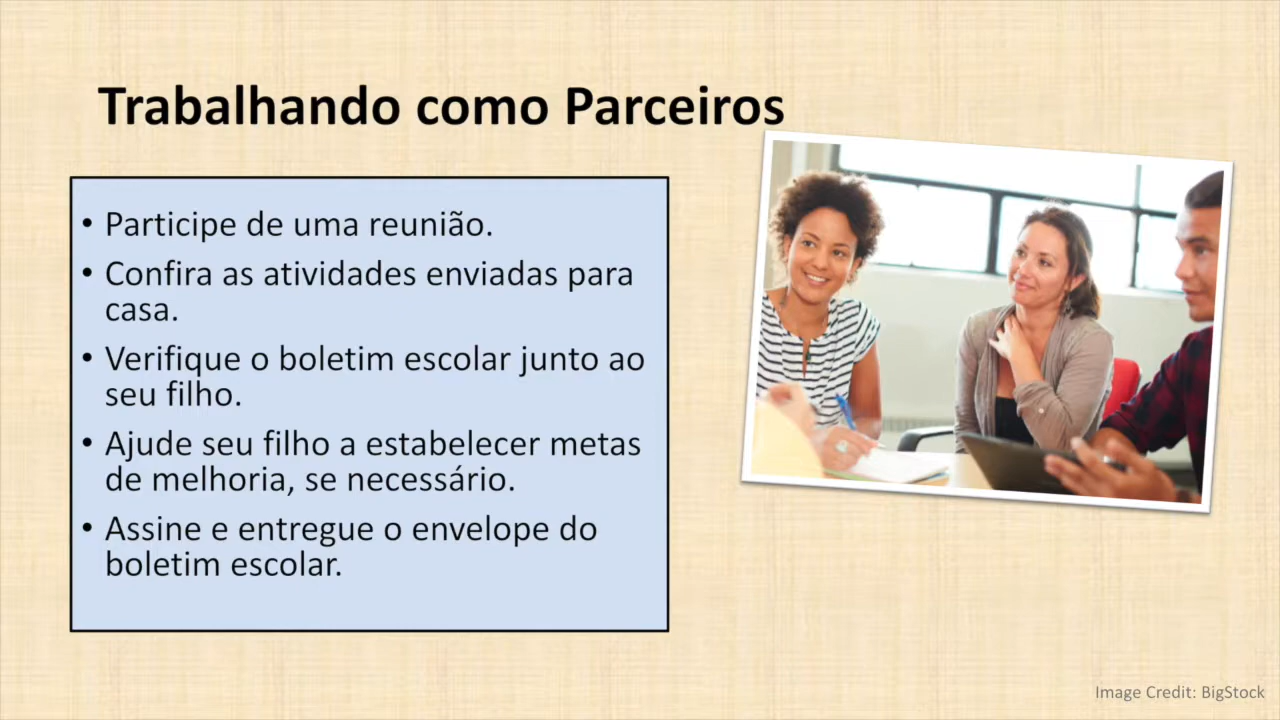 Trabalhando como Parceiros
• Participe de uma reunião.
• Confira as atividades enviadas para
casa.
• Verifique o boletim escolar junto ao
seu filho.
• Ajude seu filho a estabelecer metas
de melhoria, se necessário.
• Assine e entregue o envelope do
boletim escolar.
Image Credit: BigStock